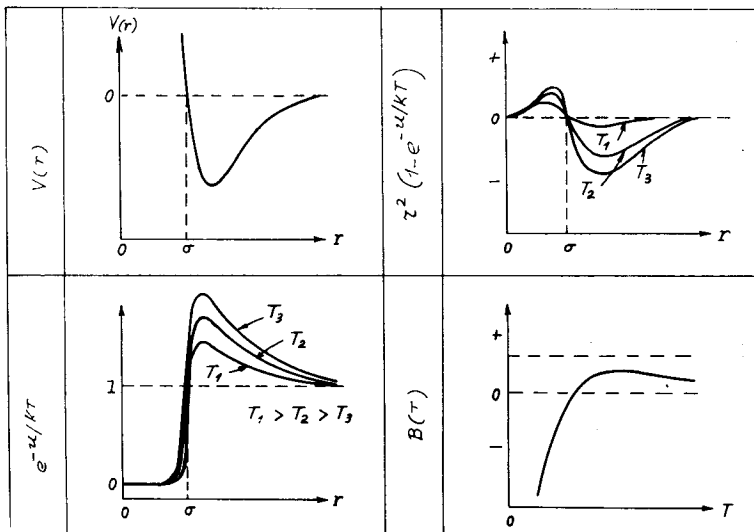 V(r)
V(r)
0
0
σ
r
r² (1-e^-u/kT)
+
0
−
T₁
T₂
T₃
0
σ
r
e^-u/kT
1
0
T₃
T₂
T₁
T₁ > T₂ > T₃
0
σ
r
B(T)
+
0
−
0
T